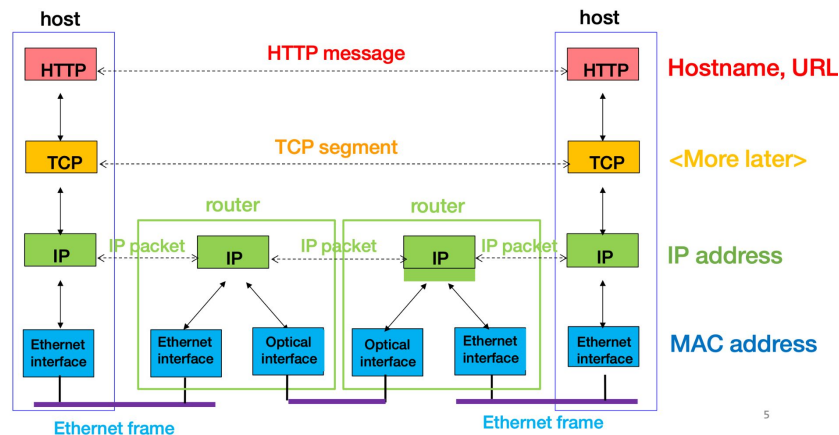 host
host
HTTP
HTTP message
HTTP
Hostname, URL
TCP
TCP segment
TCP
<More later>
router
router
IP
IP packet
IP
IP packet
IP
IP packet
IP
IP address
Ethernet
interface
Ethernet
interface
Optical
interface
Optical
interface
Ethernet
interface
Ethernet
interface
MAC address
Ethernet frame
Ethernet frame
5